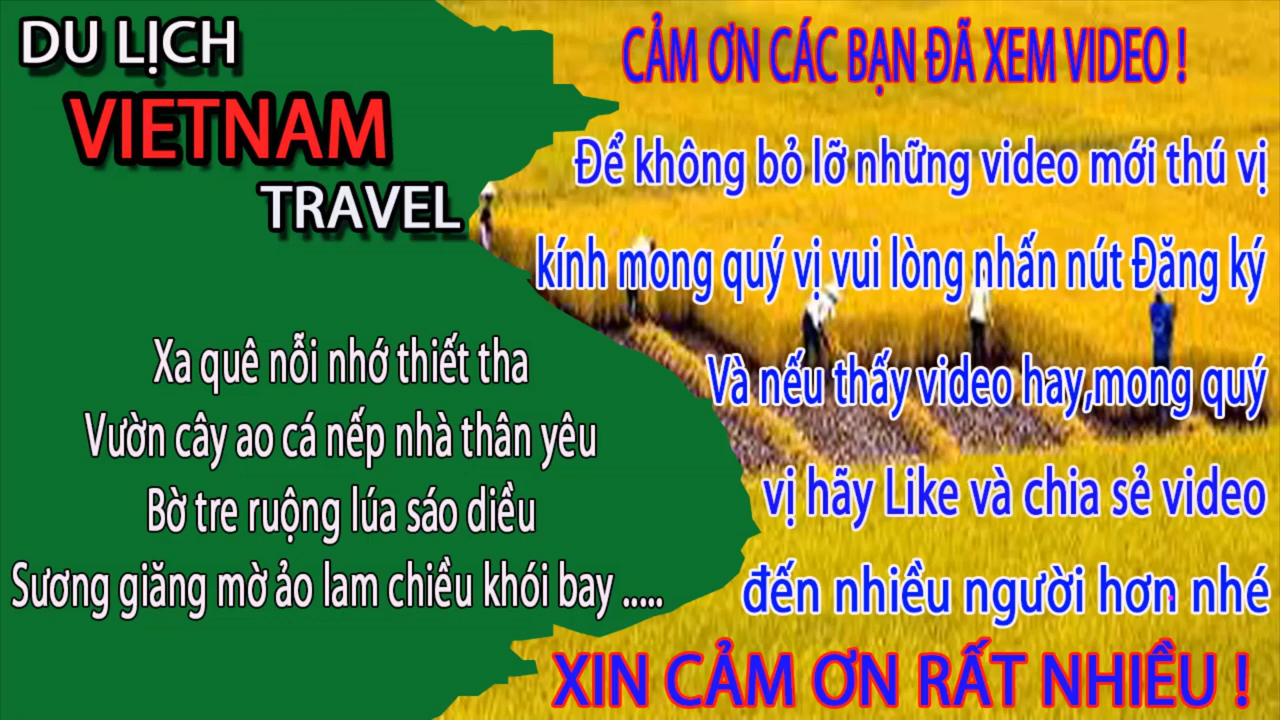 DU LỊCH
VIETNAM
TRAVEL
Xa quê nỗi nhớ thiết tha
Vườn cây ao cá nếp nhà thân yêu
Bờ tre ruộng lúa sáo diều
Sương giăng mờ ảo lam chiều khói bay .....
CẢM ƠN CÁC BẠN ĐÃ XEM VIDEO !
Để không bỏ lỡ những video mới thú vị
kính mong quý vị vui lòng nhấn nút Đăng ký
Và nếu thấy video hay,mong quý
vị hãy Like và chia sẻ video
đến nhiều người hơn nhé
XIN CẢM ƠN RẤT NHIỀU !